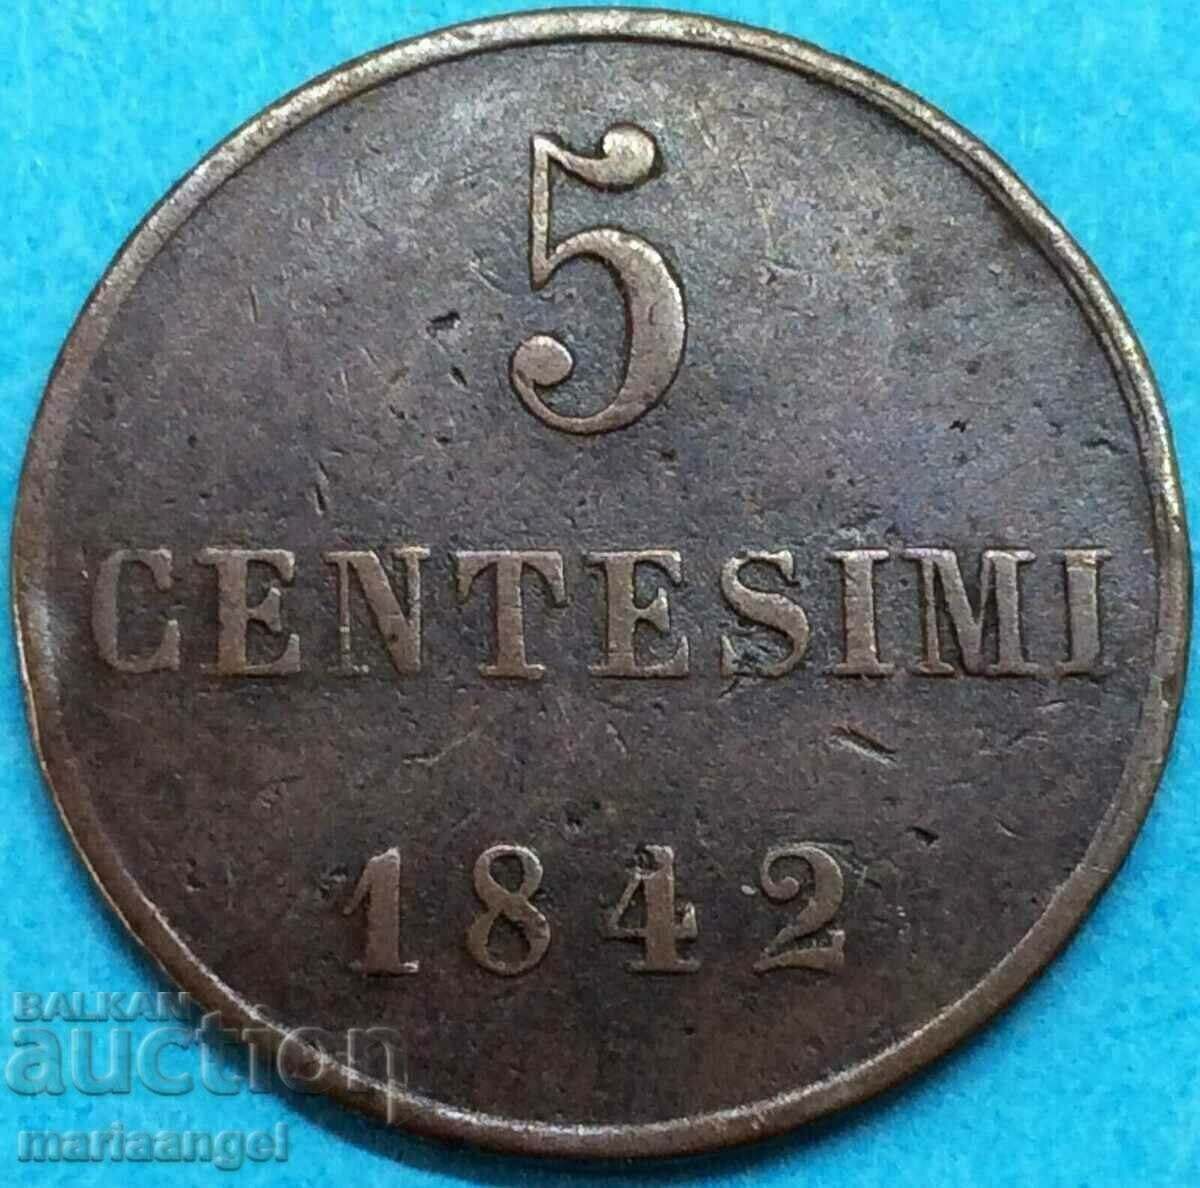 5
CENTESIMI
1842
BALKAN
auction
mariaangel